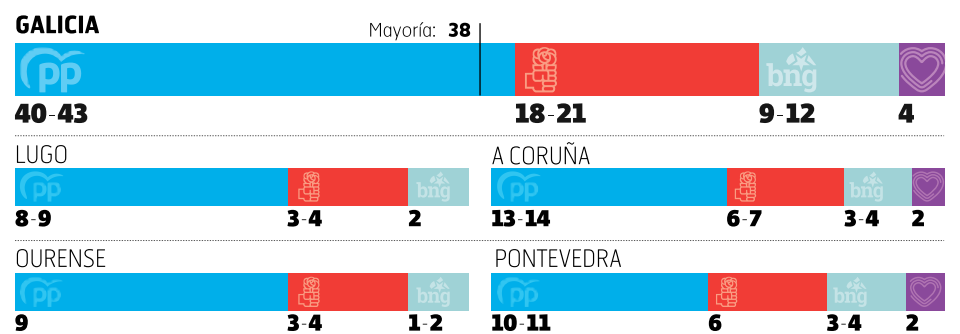 GALICIA
Mayoría: 38
pp bng
40-43 18-21 9-12 4
LUGO
pp bng
8-9 3-4 2
A CORUÑA
pp bng
13-14 6-7 3-4 2
OURENSE
pp bng
9 3-4 1-2
PONTEVEDRA
pp bng
10-11 6 3-4 2